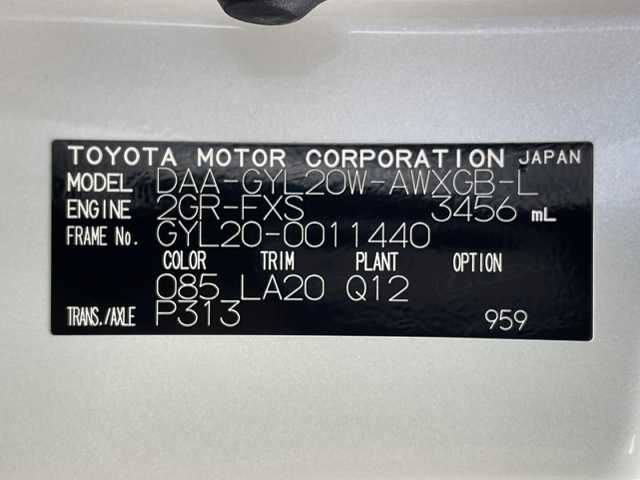 TOYOTA MOTOR CORPORATION JAPAN
MODEL DAA-GYL20W-AWXGB-L
ENGINE 2GR-FXS 3456 mL
FRAME No. GYL20-0011440
COLOR TRIM PLANT OPTION
085 LA20 Q12
TRANS./AXLE P313 959